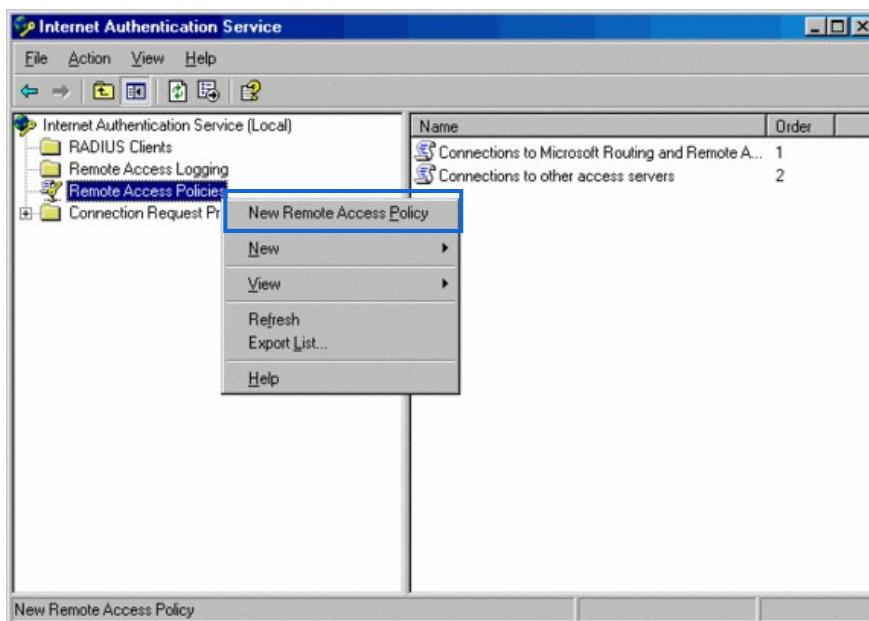 Internet Authentication Service
File Action View Help
Internet Authentication Service (Local)
RADIUS Clients
Remote Access Logging
Remote Access Policies
Connection Request Pr
Name Order
Connections to Microsoft Routing and Remote A... 1
Connections to other access servers 2
New Remote Access Policy
New
View
Refresh
Export List...
Help
New Remote Access Policy